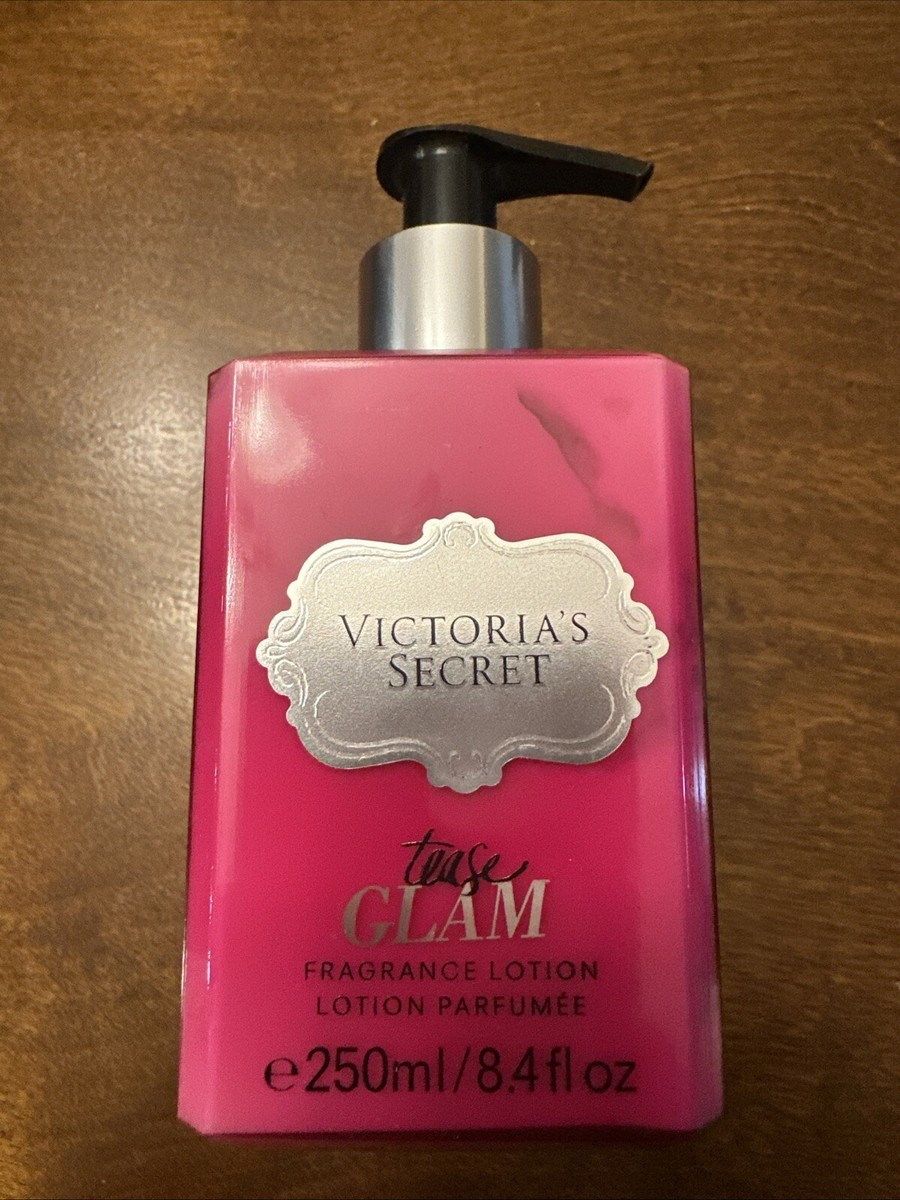 VICTORIA'S
SECRET
tease
GLAM
FRAGRANCE LOTION
LOTION PARFUMÉE
℮250ml/8.4fl oz